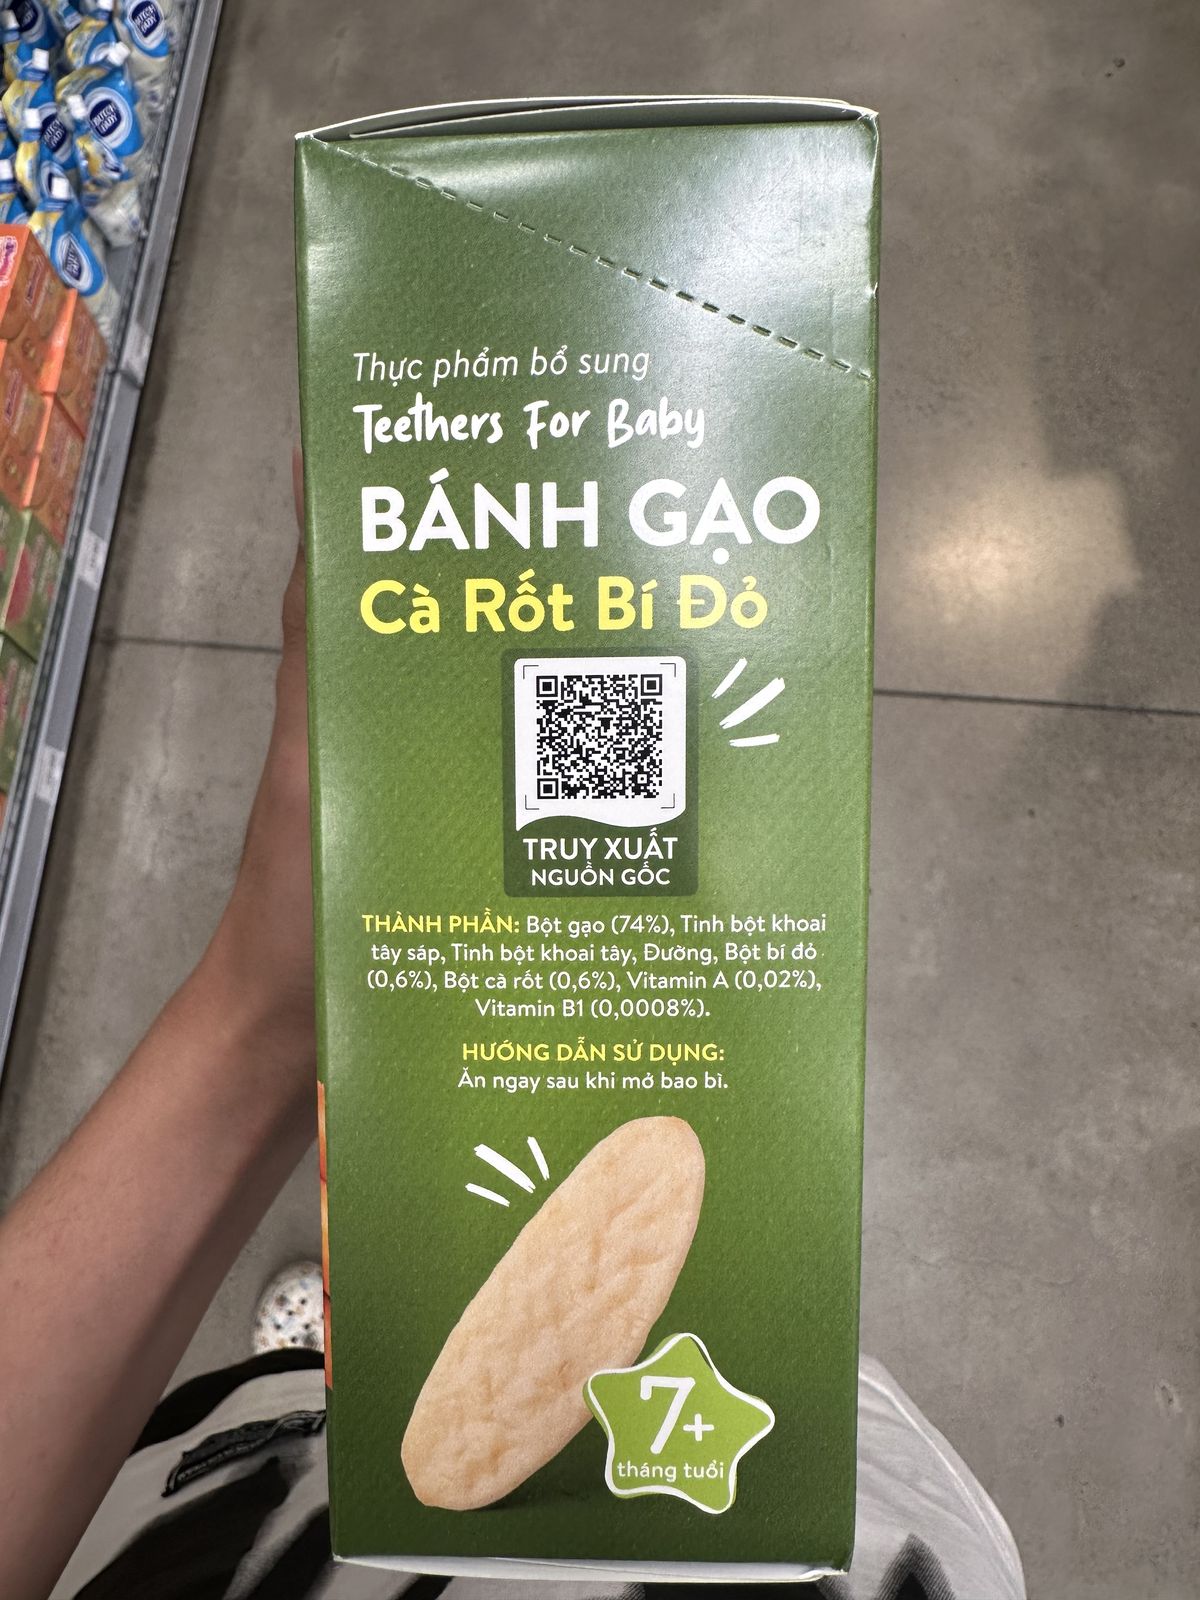 Thực phẩm bổ sung
Teethers For Baby
BÁNH GẠO
Cà Rốt Bí Đỏ
TRUY XUẤT
NGUỒN GỐC
THÀNH PHẦN: Bột gạo (74%), Tinh bột khoai
tây sáp, Tinh bột khoai tây, Đường, Bột bí đỏ
(0,6%), Bột cà rốt (0,6%), Vitamin A (0,02%),
Vitamin B1 (0,0008%).
HƯỚNG DẪN SỬ DỤNG:
Ăn ngay sau khi mở bao bì.
7+
tháng tuổi
DUTCH LADY